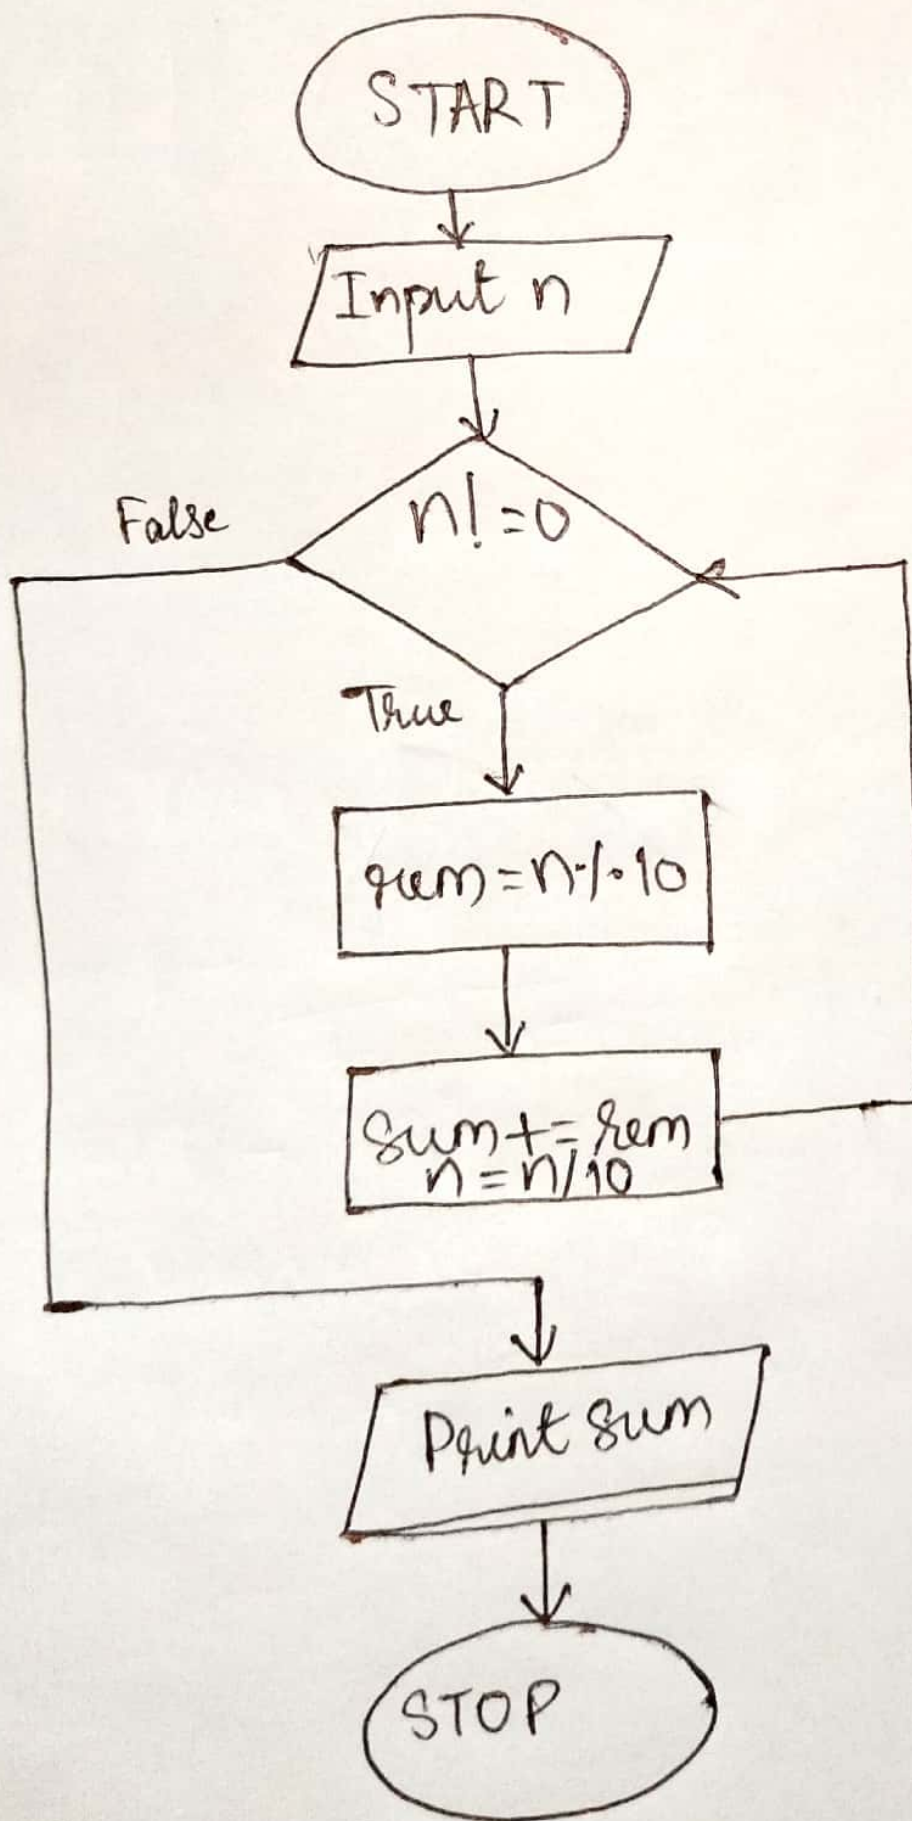 START
Input n
n!=0
False
True
rem=n%10
Sum+=rem
n=n/10
Print Sum
STOP